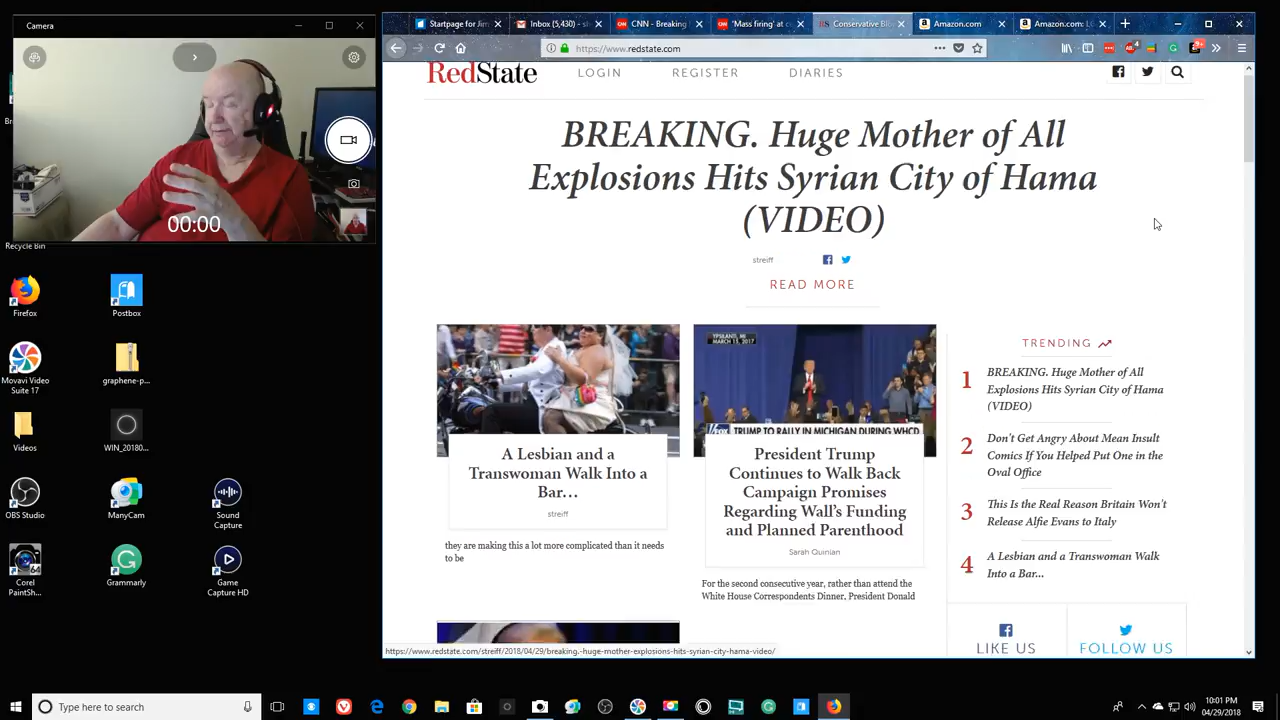 Camera
00:00
Recycle Bin
Firefox
Postbox
Movavi Video
Suite 17
graphene-p...
Videos
WIN_20180...
OBS Studio
ManyCam
Sound
Capture
Corel
PaintSh...
Grammarly
Game
Capture HD
Startpage for Jim
Inbox (5,430) - s
CNN - Breaking
'Mass firing' at c
Conservative Blo
Amazon.com
Amazon.com: L
https://www.redstate.com
RedState
LOGIN
REGISTER
DIARIES
BREAKING. Huge Mother of All
Explosions Hits Syrian City of Hama
(VIDEO)
streiff
READ MORE
YPSILANTI, MI
MARCH 15, 2017
TRUMP TO RALLY IN MICHIGAN DURING WHCD
A Lesbian and a
Transwoman Walk Into a
Bar...
streiff
they are making this a lot more complicated than it needs
to be
President Trump
Continues to Walk Back
Campaign Promises
Regarding Wall's Funding
and Planned Parenthood
Sarah Quinlan
For the second consecutive year, rather than attend the
White House Correspondents Dinner, President Donald
TRENDING
1
BREAKING. Huge Mother of All
Explosions Hits Syrian City of Hama
(VIDEO)
2
Don't Get Angry About Mean Insult
Comics If You Helped Put One in the
Oval Office
3
This Is the Real Reason Britain Won't
Release Alfie Evans to Italy
4
A Lesbian and a Transwoman Walk
Into a Bar...
LIKE US
FOLLOW US
https://www.redstate.com/streiff/2018/04/29/breaking.-huge-mother-explosions-hits-syrian-city-hama-video/
Type here to search
10:01 PM
04/29/2018